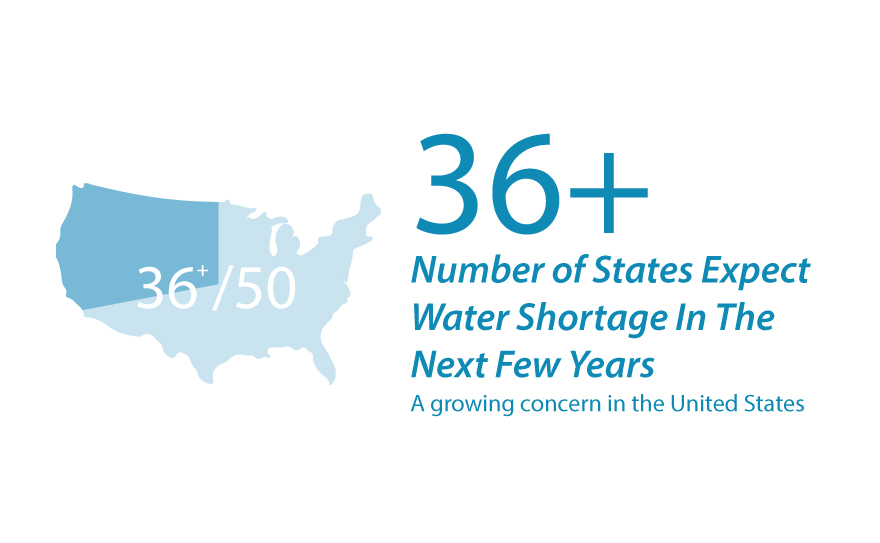 36+
Number of States Expect
Water Shortage In The
Next Few Years
A growing concern in the United States
36+/50